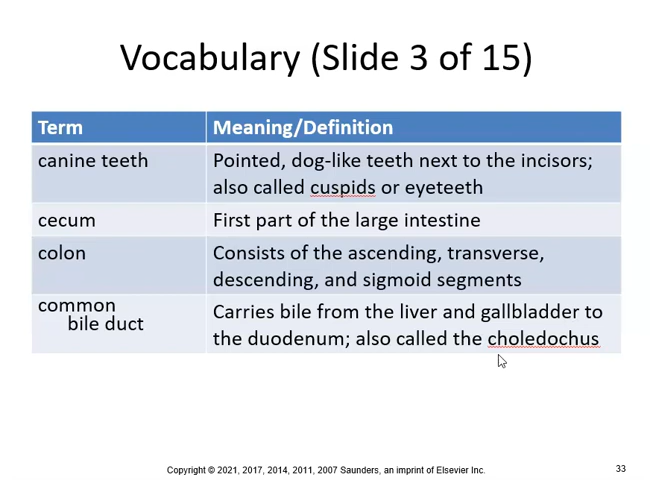 Vocabulary (Slide 3 of 15)
Term Meaning/Definition
canine teeth Pointed, dog-like teeth next to the incisors;
also called cuspids or eyeteeth
cecum First part of the large intestine
colon Consists of the ascending, transverse,
descending, and sigmoid segments
common
bile duct
Carries bile from the liver and gallbladder to
the duodenum; also called the choledochus
Copyright © 2021, 2017, 2014, 2011, 2007 Saunders, an imprint of Elsevier Inc. 33